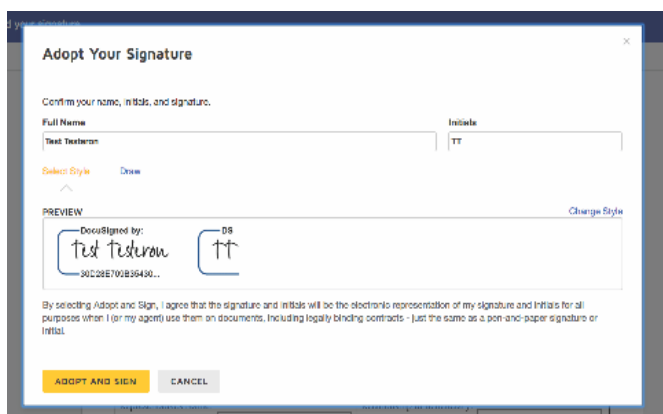 d your signature
×
Adopt Your Signature
Confirm your name, initials, and signature.
Full Name
Initials
Test Testeron
TT
Select Style
Draw
PREVIEW
Change Style
DocuSigned by:
DS
Test Testeron
TT
30D28E709B36430...
By selecting Adopt and Sign, I agree that the signature and initials will be the electronic representation of my signature and initials for all
purposes when I (or my agent) use them on documents, including legally binding contracts - just the same as a pen-and-paper signature or
initial.
ADOPT AND SIGN
CANCEL